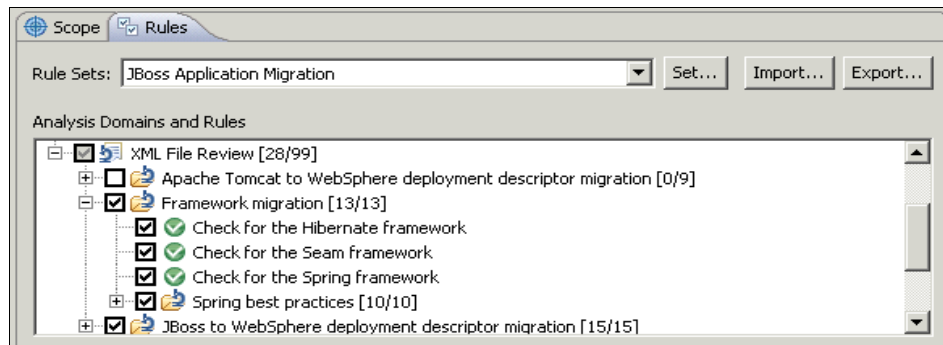 Scope Rules
Rule Sets: JBoss Application Migration Set... Import... Export...
Analysis Domains and Rules
XML File Review [28/99]
Apache Tomcat to WebSphere deployment descriptor migration [0/9]
Framework migration [13/13]
Check for the Hibernate framework
Check for the Seam framework
Check for the Spring framework
Spring best practices [10/10]
JBoss to WebSphere deployment descriptor migration [15/15]